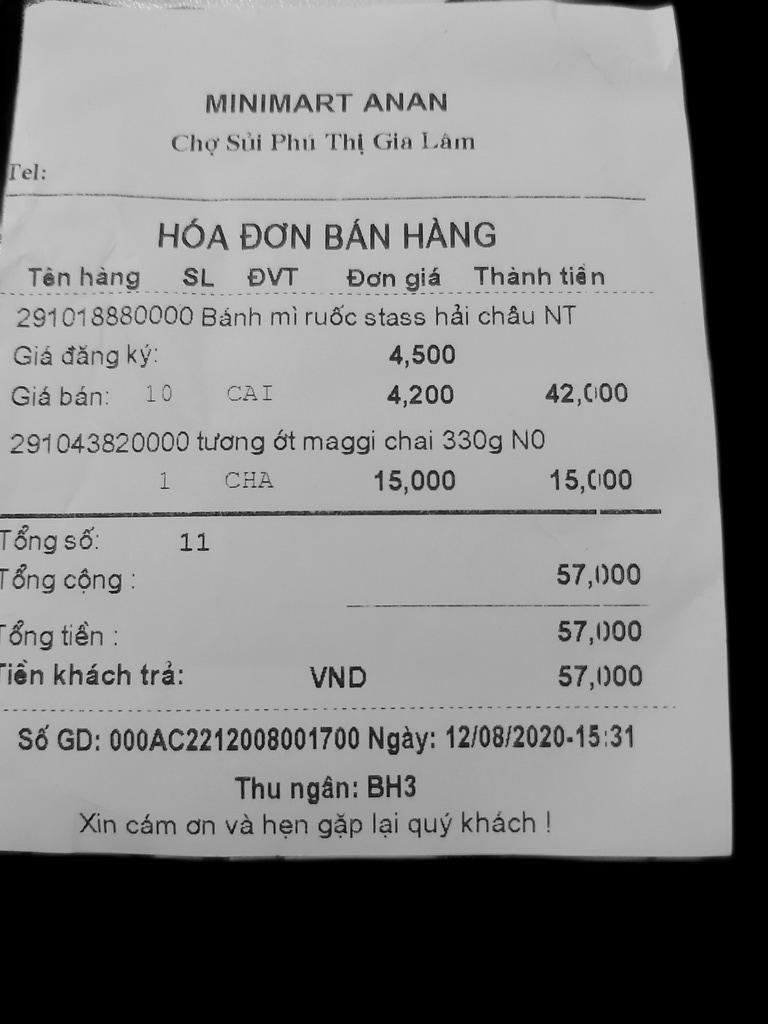 MINIMART ANAN
Chợ Sủi Phú Thị Gia Lâm
Tel:
HÓA ĐƠN BÁN HÀNG
Tên hàng SL ĐVT Đơn giá Thành tiền
291018880000 Bánh mì ruốc stass hải châu NT
Giá đăng ký: 4,500
Giá bán: 10 CAI 4,200 42,000
291043820000 tương ớt maggi chai 330g N0
1 CHA 15,000 15,000
Tổng số: 11
Tổng cộng : 57,000
Tổng tiền : 57,000
Tiền khách trả: VND 57,000
Số GD: 000AC2212008001700 Ngày: 12/08/2020-15:31
Thu ngân: BH3
Xin cám ơn và hẹn gặp lại quý khách !